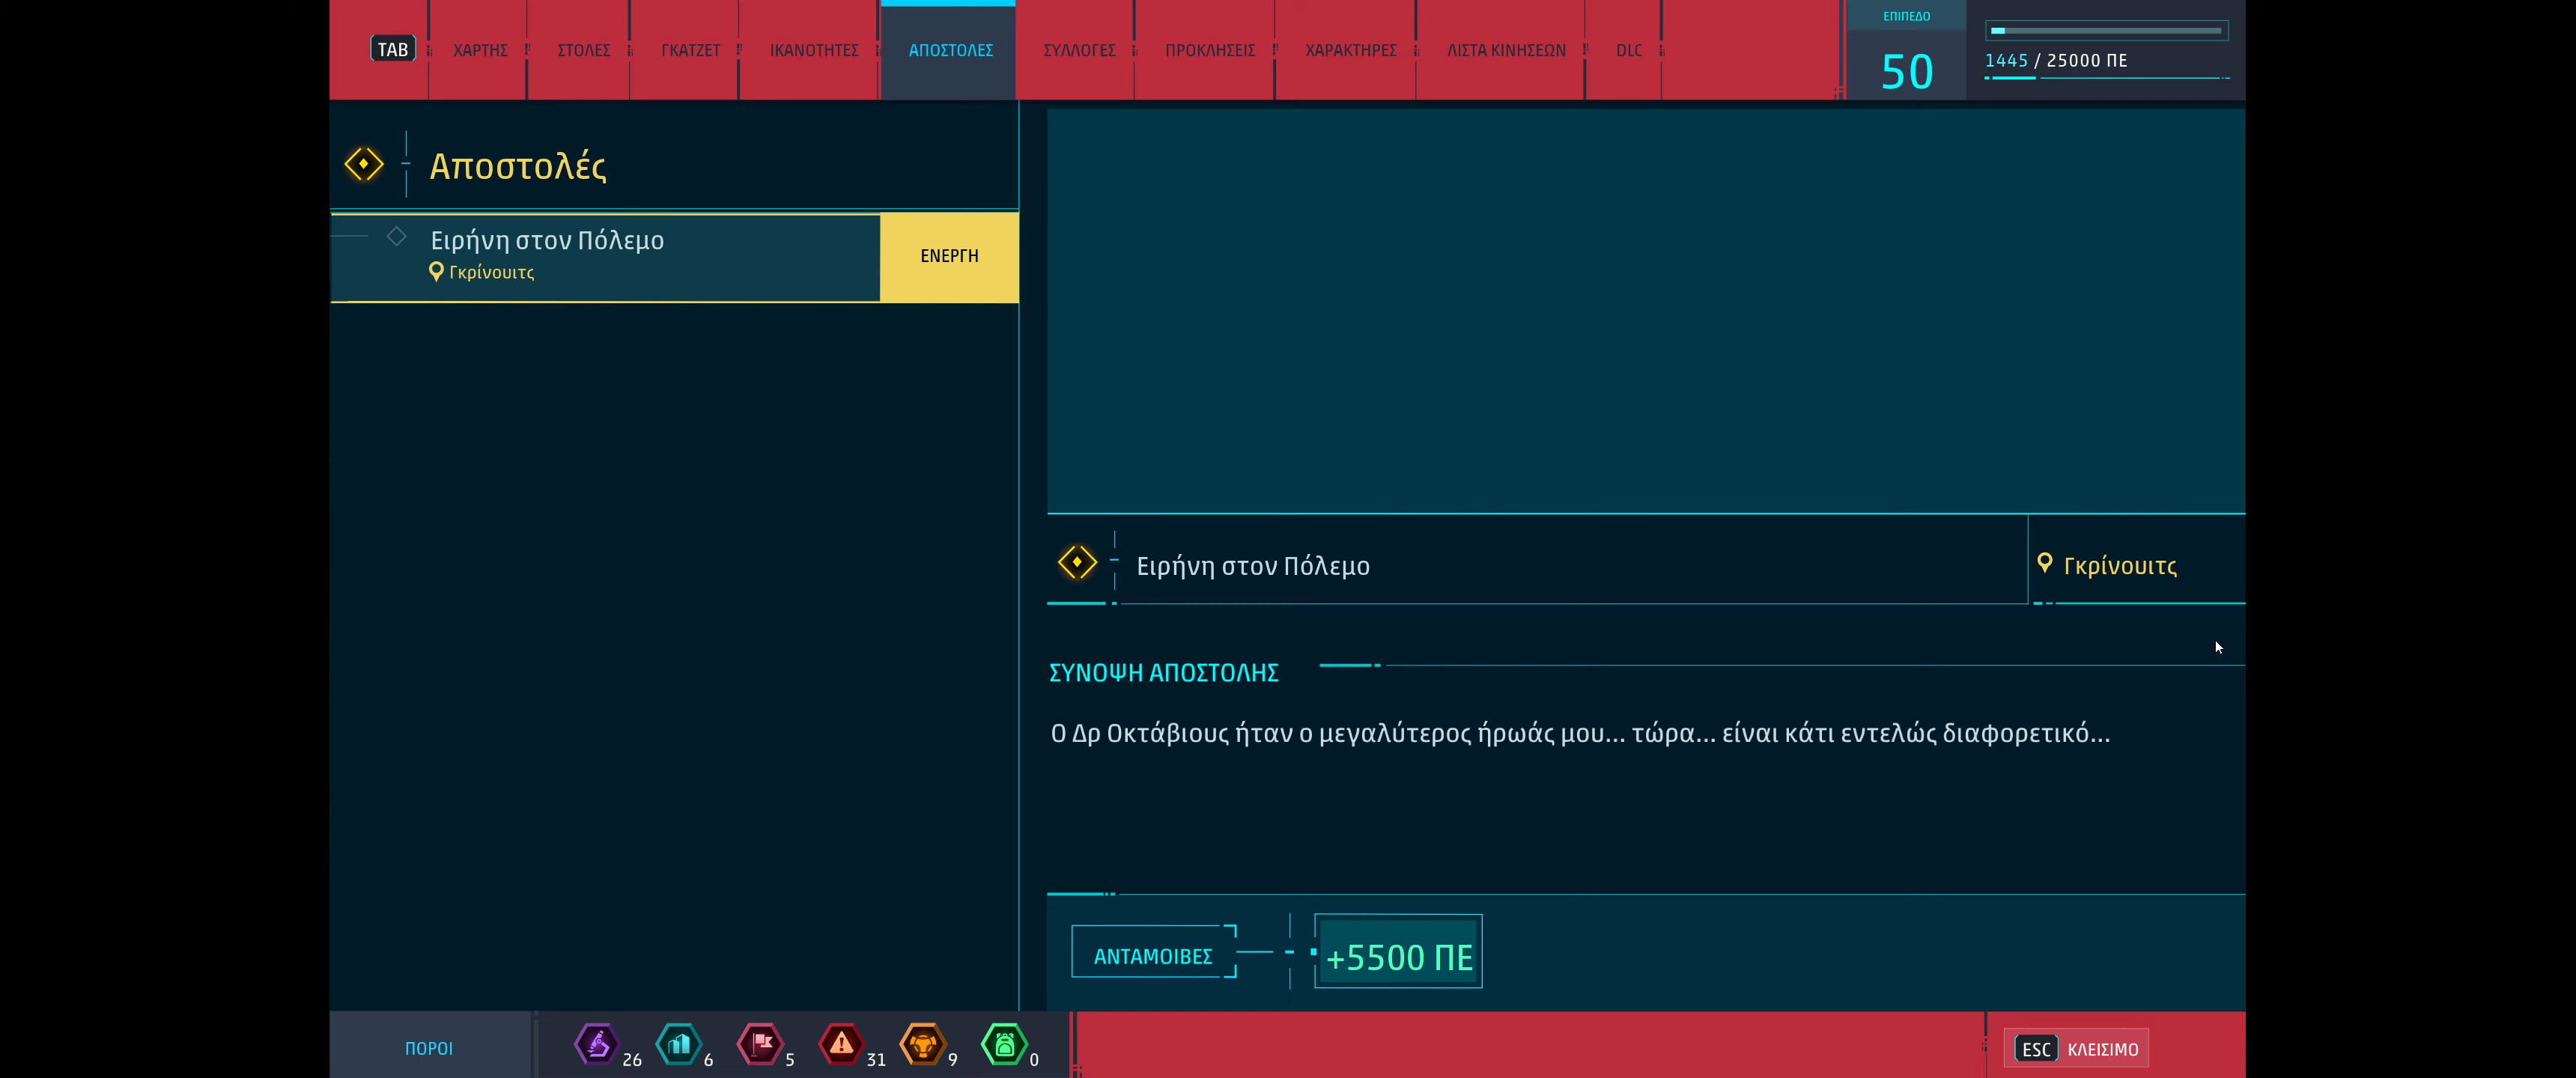 TAB ΧΑΡΤΗΣ ΣΤΟΛΕΣ ΓΚΑΤΖΕΤ ΙΚΑΝΟΤΗΤΕΣ ΑΠΟΣΤΟΛΕΣ ΣΥΛΛΟΓΕΣ ΠΡΟΚΛΗΣΕΙΣ ΧΑΡΑΚΤΗΡΕΣ ΛΙΣΤΑ ΚΙΝΗΣΕΩΝ DLC
ΕΠΙΠΕΔΟ
50
1445 / 25000 ΠΕ
Αποστολές
Ειρήνη στον Πόλεμο
Γκρίνουιτς
ΕΝΕΡΓΗ
Ειρήνη στον Πόλεμο
Γκρίνουιτς
ΣΥΝΟΨΗ ΑΠΟΣΤΟΛΗΣ
Ο Δρ Οκτάβιους ήταν ο μεγαλύτερος ήρωάς μου... τώρα... είναι κάτι εντελώς διαφορετικό...
ΑΝΤΑΜΟΙΒΕΣ
+5500 ΠΕ
ΠΟΡΟΙ
26 6 5 31 9 0
ESC ΚΛΕΙΣΙΜΟ